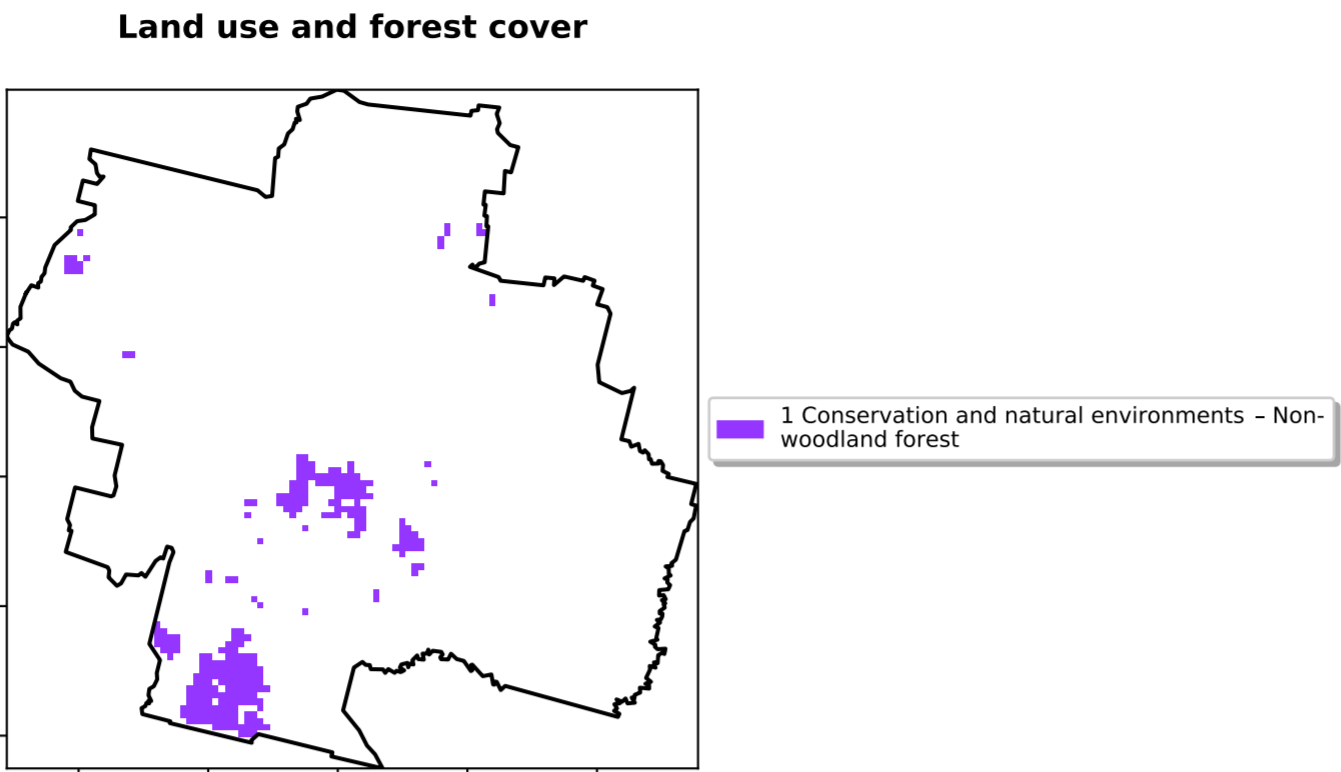 Land use and forest cover
1 Conservation and natural environments – Non-
woodland forest